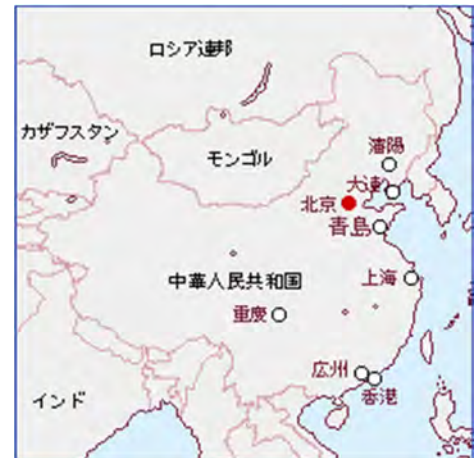 ロシア連邦
カザフスタン
モンゴル
瀋陽
大連
北京
青島
中華人民共和国
上海
重慶
広州
香港
インド